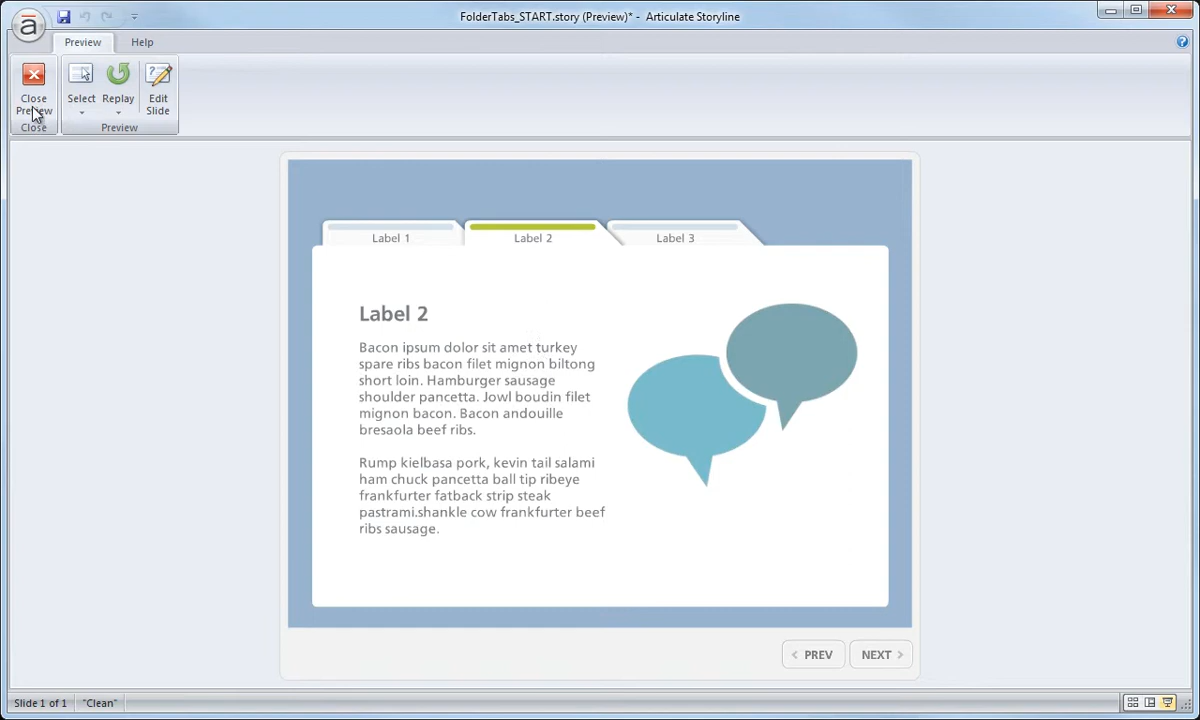 FolderTabs_START.story (Preview)* - Articulate Storyline
ā
Preview Help
Close Preview
Select
Replay
Edit Slide
Close
Preview
Label 1
Label 2
Label 3
Label 2
Bacon ipsum dolor sit amet turkey
spare ribs bacon filet mignon biltong
short loin. Hamburger sausage
shoulder pancetta. Jowl boudin filet
mignon bacon. Bacon andouille
bresaola beef ribs.
Rump kielbasa pork, kevin tail salami
ham chuck pancetta ball tip ribeye
frankfurter fatback strip steak
pastrami.shankle cow frankfurter beef
ribs sausage.
< PREV
NEXT >
Slide 1 of 1
"Clean"